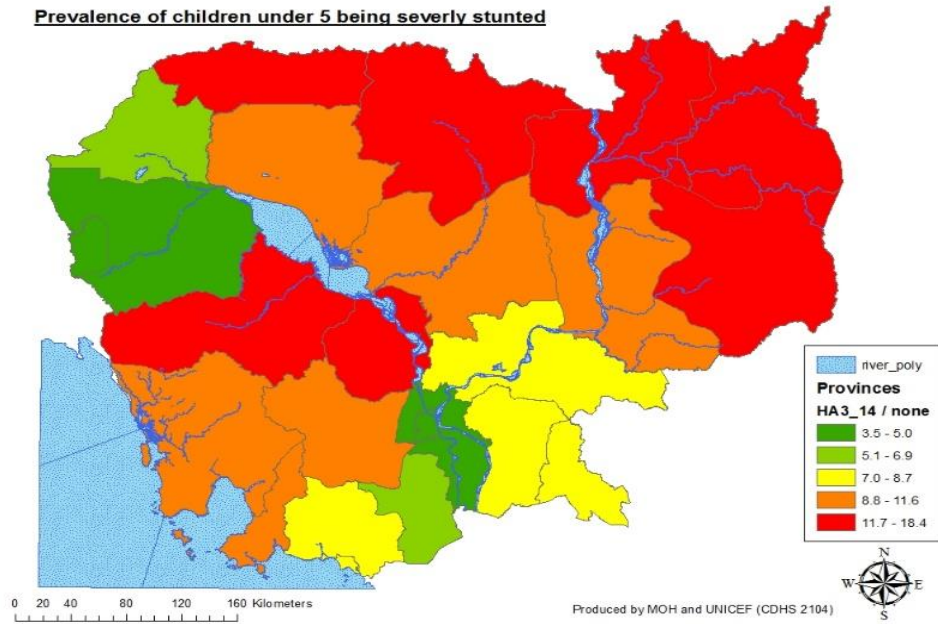 Prevalence of children under 5 being severly stunted
river_poly
Provinces
HA3_14 / none
3.5 - 5.0
5.1 - 6.9
7.0 - 8.7
8.8 - 11.6
11.7 - 18.4
N
W E
S
0 20 40 80 120 160 Kilometers
Produced by MOH and UNICEF (CDHS 2104)